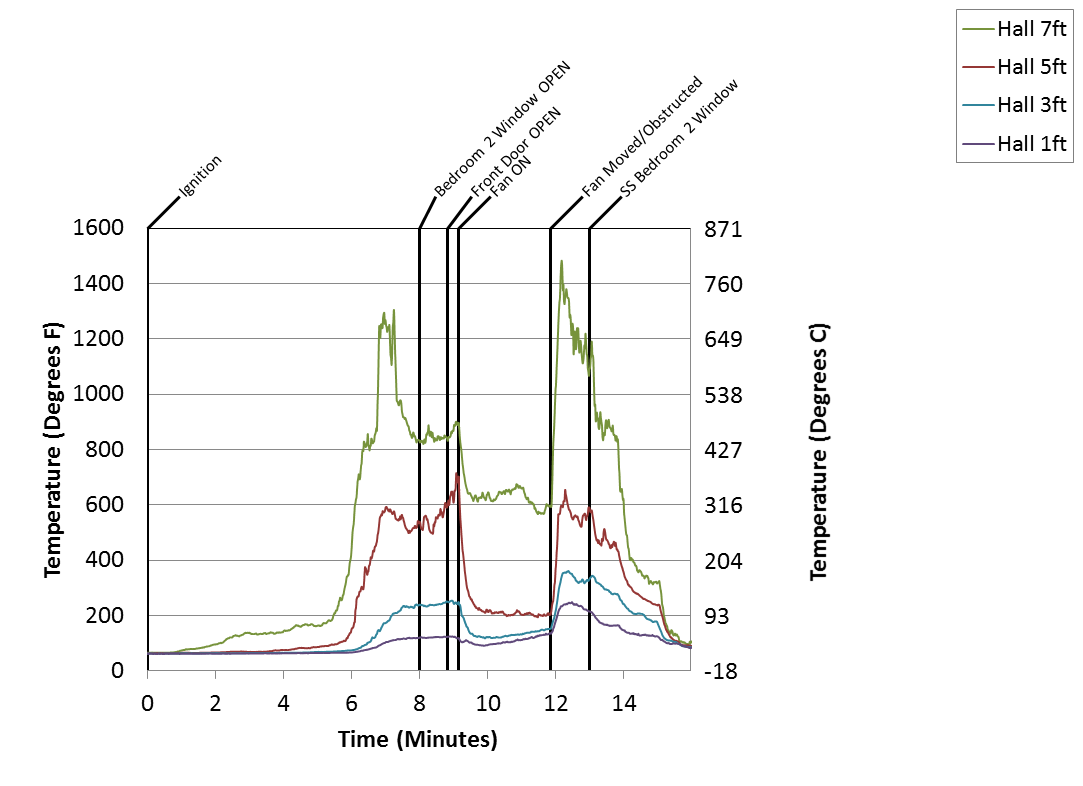 Hall 7ft
Hall 5ft
Hall 3ft
Hall 1ft
Ignition
Bedroom 2 Window OPEN
Front Door OPEN
Fan ON
Fan Moved/Obstructed
SS Bedroom 2 Window
Temperature (Degrees F)
1600
1400
1200
1000
800
600
400
200
0
871
760
649
538
427
316
204
93
-18
Temperature (Degrees C)
0 2 4 6 8 10 12 14
Time (Minutes)